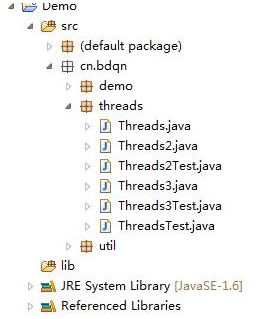 Demo
src
(default package)
cn.bdqn
demo
threads
Threads.java
Threads2.java
Threads2Test.java
Threads3.java
Threads3Test.java
ThreadsTest.java
util
lib
JRE System Library [JavaSE-1.6]
Referenced Libraries